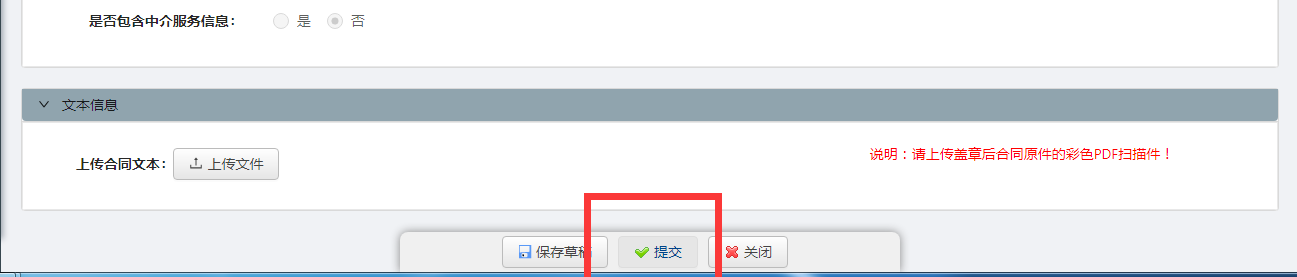 是否包含中介服务信息： 是 否
文本信息
上传合同文本： 上传文件 说明：请上传盖章后合同原件的彩色PDF扫描件！
保存草稿 提交 关闭